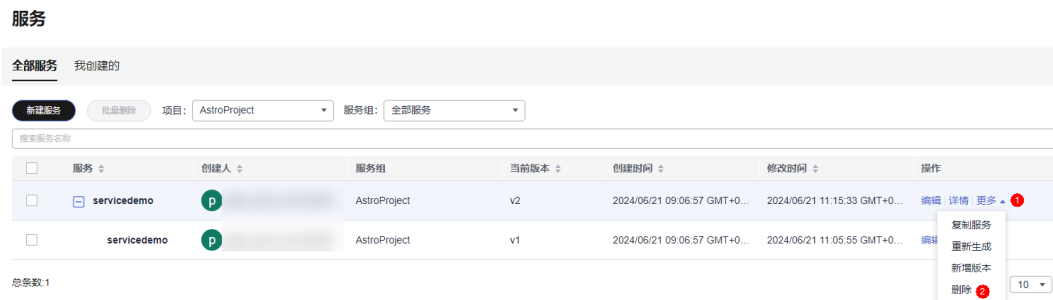 服务
全部服务 我创建的
新建服务 批量删除 项目: AstroProject 服务组: 全部服务
搜索服务名称
服务 创建人 服务组 当前版本 创建时间 修改时间 操作
servicedemo p AstroProject v2 2024/06/21 09:06:57 GMT+0... 2024/06/21 11:15:33 GMT+0... 编辑 详情 更多 1
复制服务
servicedemo p AstroProject v1 2024/06/21 09:06:57 GMT+0... 2024/06/21 11:05:55 GMT+0... 编辑
重新生成
新增版本
总条数:1 10
删除 2